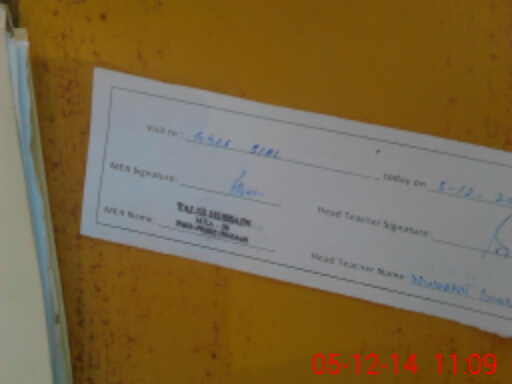 Visit to: GGES SIAL, today on 5-12-20
MEA Signature:
Head Teacher Signature:
MEA Name: TALIB HUSSAIN
Head Teacher Name:
05-12-14 11:09